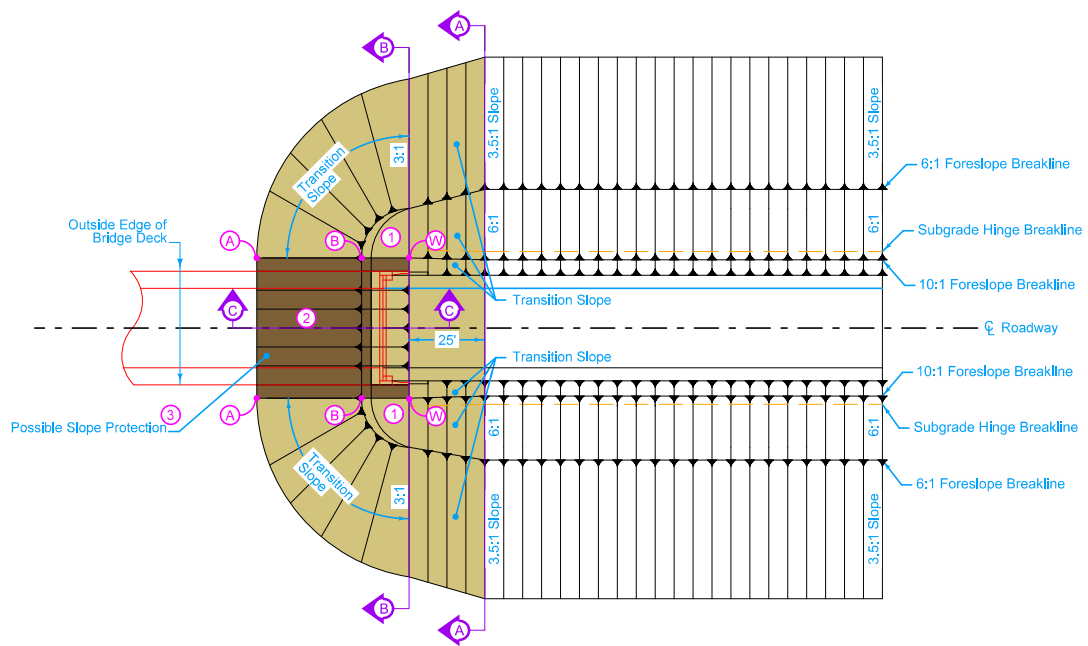 A
B
3.5:1 Slope
3.5:1 Slope
Transition
Slope
3:1
6:1 Foreslope Breakline
Outside Edge of
Bridge Deck
6:1
6:1
Subgrade Hinge Breakline
A
B
1
W
10:1 Foreslope Breakline
C
C
Transition Slope
2
25'
℄ Roadway
Transition Slope
10:1 Foreslope Breakline
3
A
B
1
W
Possible Slope Protection
6:1
6:1
Subgrade Hinge Breakline
Transition
Slope
3:1
6:1 Foreslope Breakline
3.5:1 Slope
3.5:1 Slope
B
A